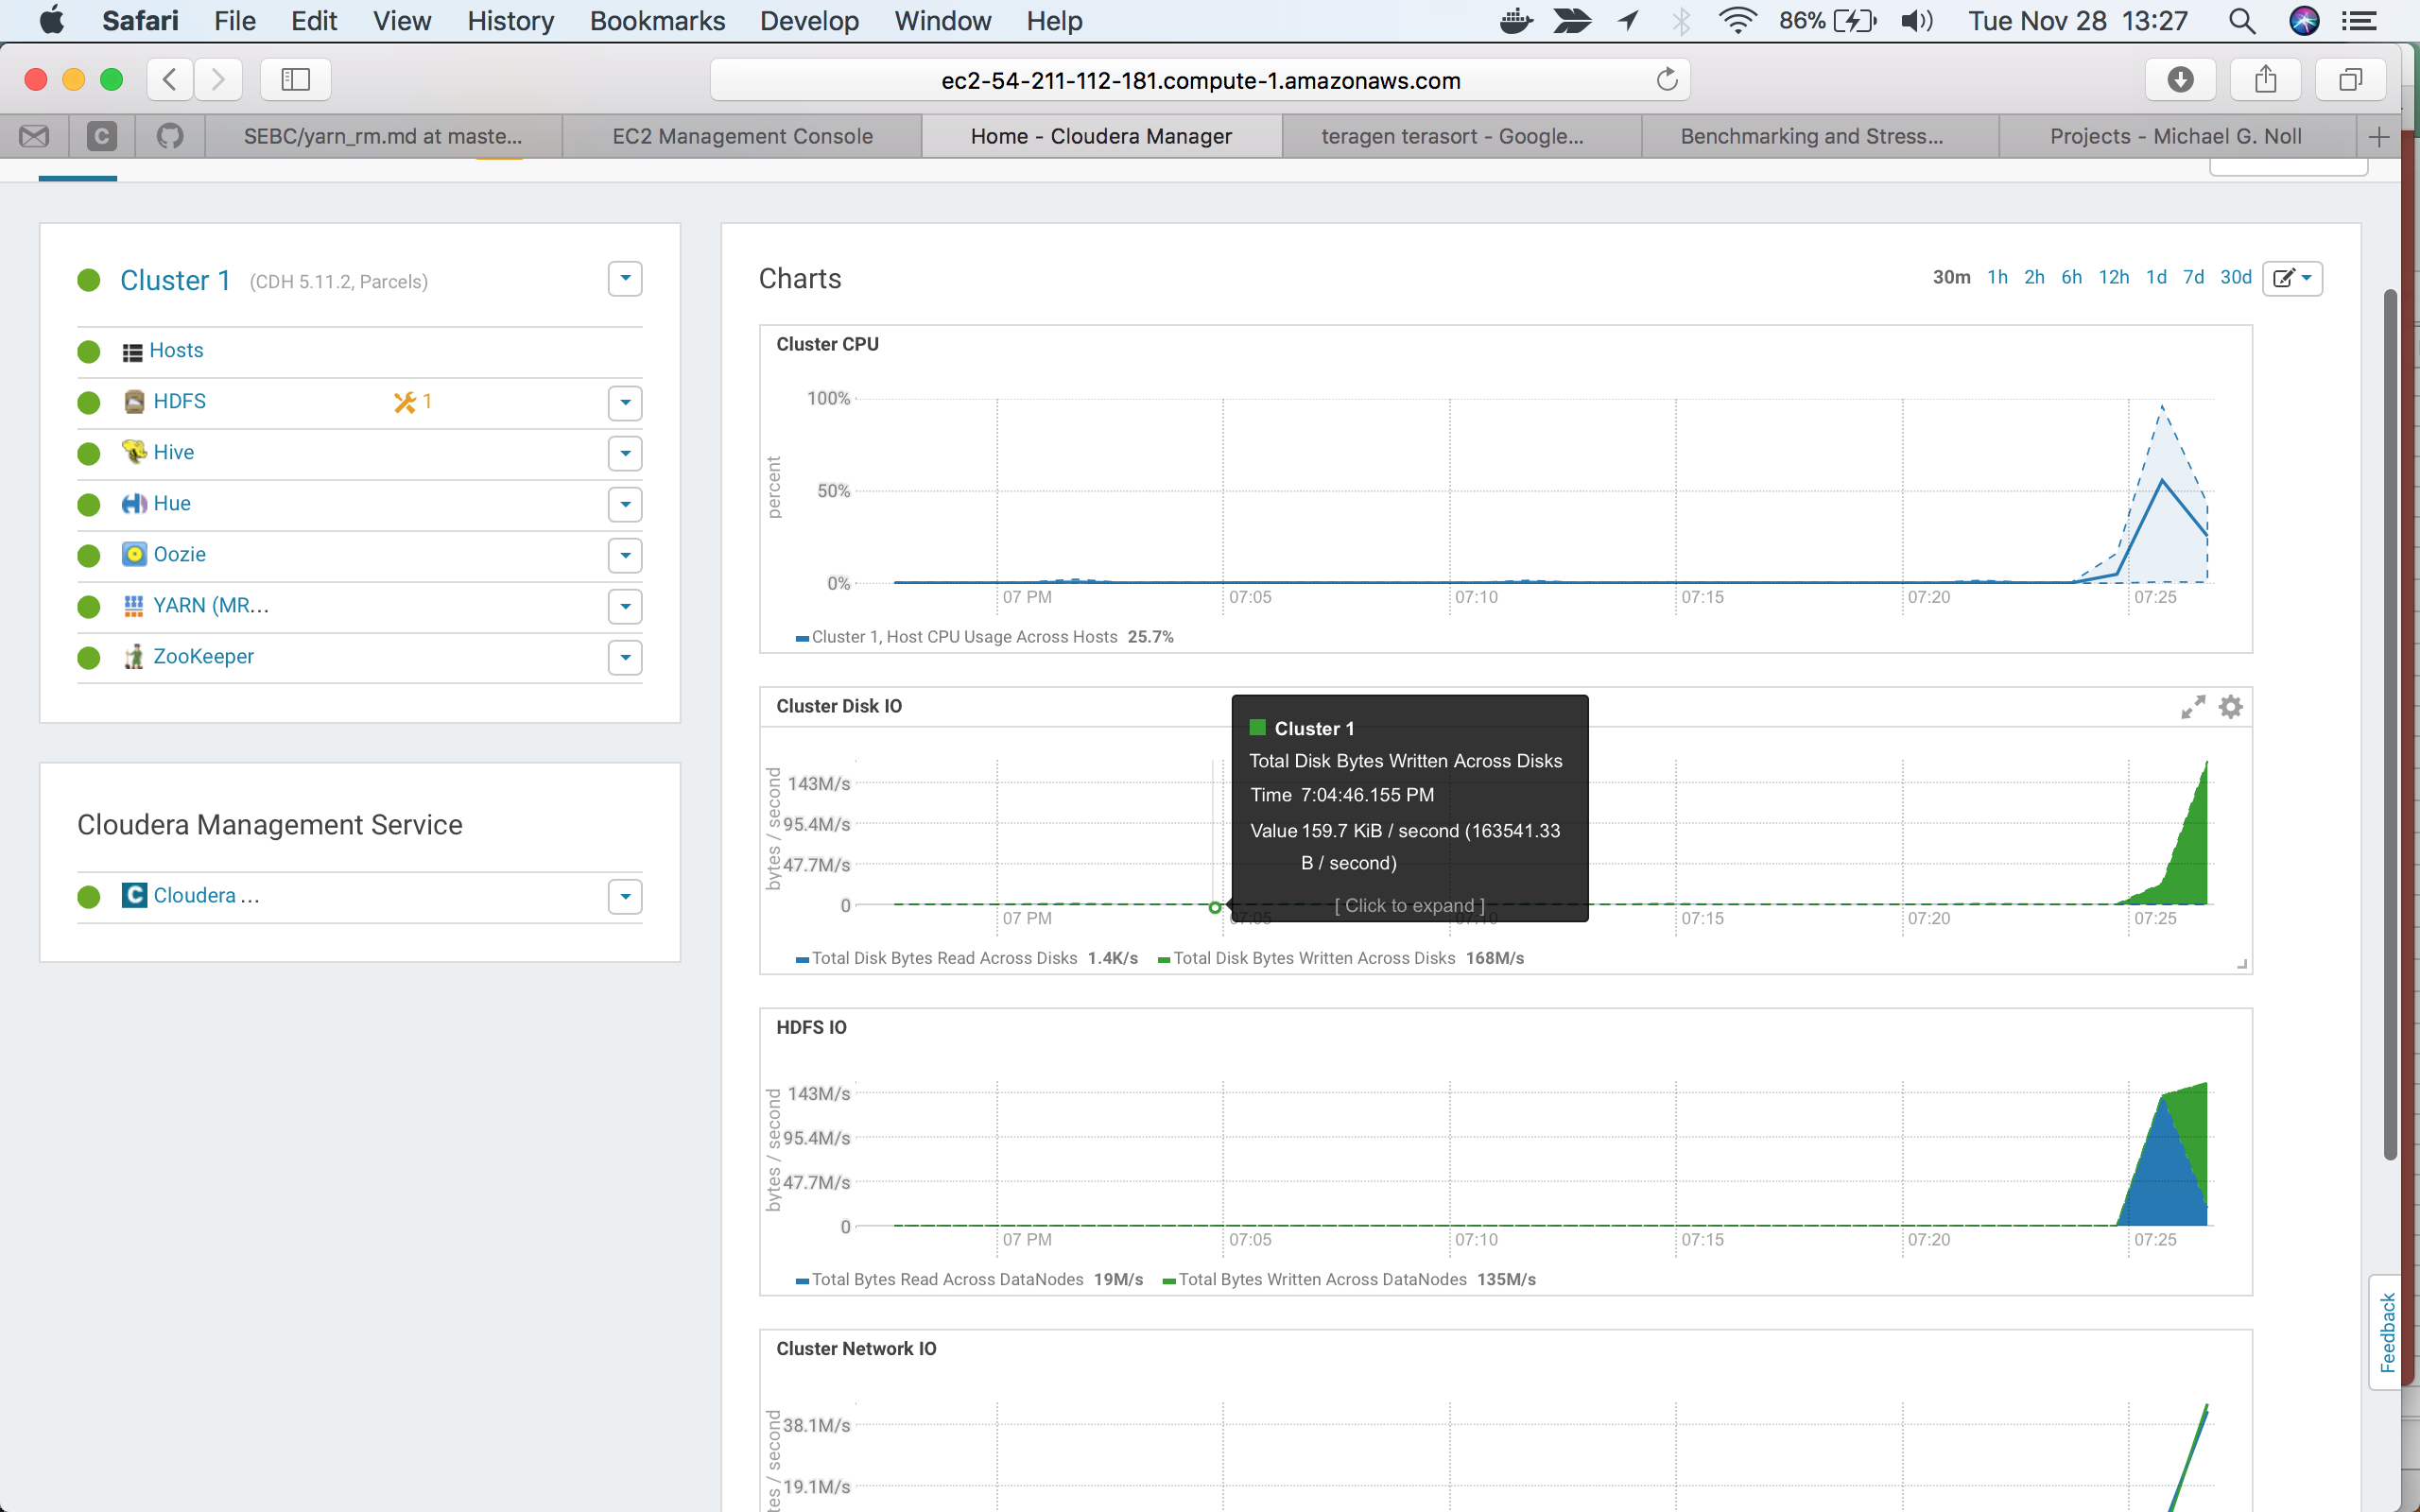 Safari File Edit View History Bookmarks Develop Window Help 86% Tue Nov 28 13:27
ec2-54-211-112-181.compute-1.amazonaws.com
C SEBC/yarn_rm.md at maste... EC2 Management Console Home - Cloudera Manager teragen terasort - Google... Benchmarking and Stress... Projects - Michael G. Noll
Cluster 1 (CDH 5.11.2, Parcels)
Hosts
HDFS 1
Hive
Hue
Oozie
YARN (MR...
ZooKeeper
Cloudera Management Service
C Cloudera ...
Charts
30m 1h 2h 6h 12h 1d 7d 30d
Cluster CPU
percent
100%
50%
0%
07 PM 07:05 07:10 07:15 07:20 07:25
Cluster 1, Host CPU Usage Across Hosts 25.7%
Cluster Disk IO
bytes / second
143M/s
95.4M/s
47.7M/s
0
07 PM 07:05 07:10 07:15 07:20 07:25
Cluster 1
Total Disk Bytes Written Across Disks
Time 7:04:46.155 PM
Value 159.7 KiB / second (163541.33
B / second)
[ Click to expand ]
Total Disk Bytes Read Across Disks 1.4K/s Total Disk Bytes Written Across Disks 168M/s
HDFS IO
bytes / second
143M/s
95.4M/s
47.7M/s
0
07 PM 07:05 07:10 07:15 07:20 07:25
Total Bytes Read Across DataNodes 19M/s Total Bytes Written Across DataNodes 135M/s
Cluster Network IO
tes / second
38.1M/s
19.1M/s
Feedback